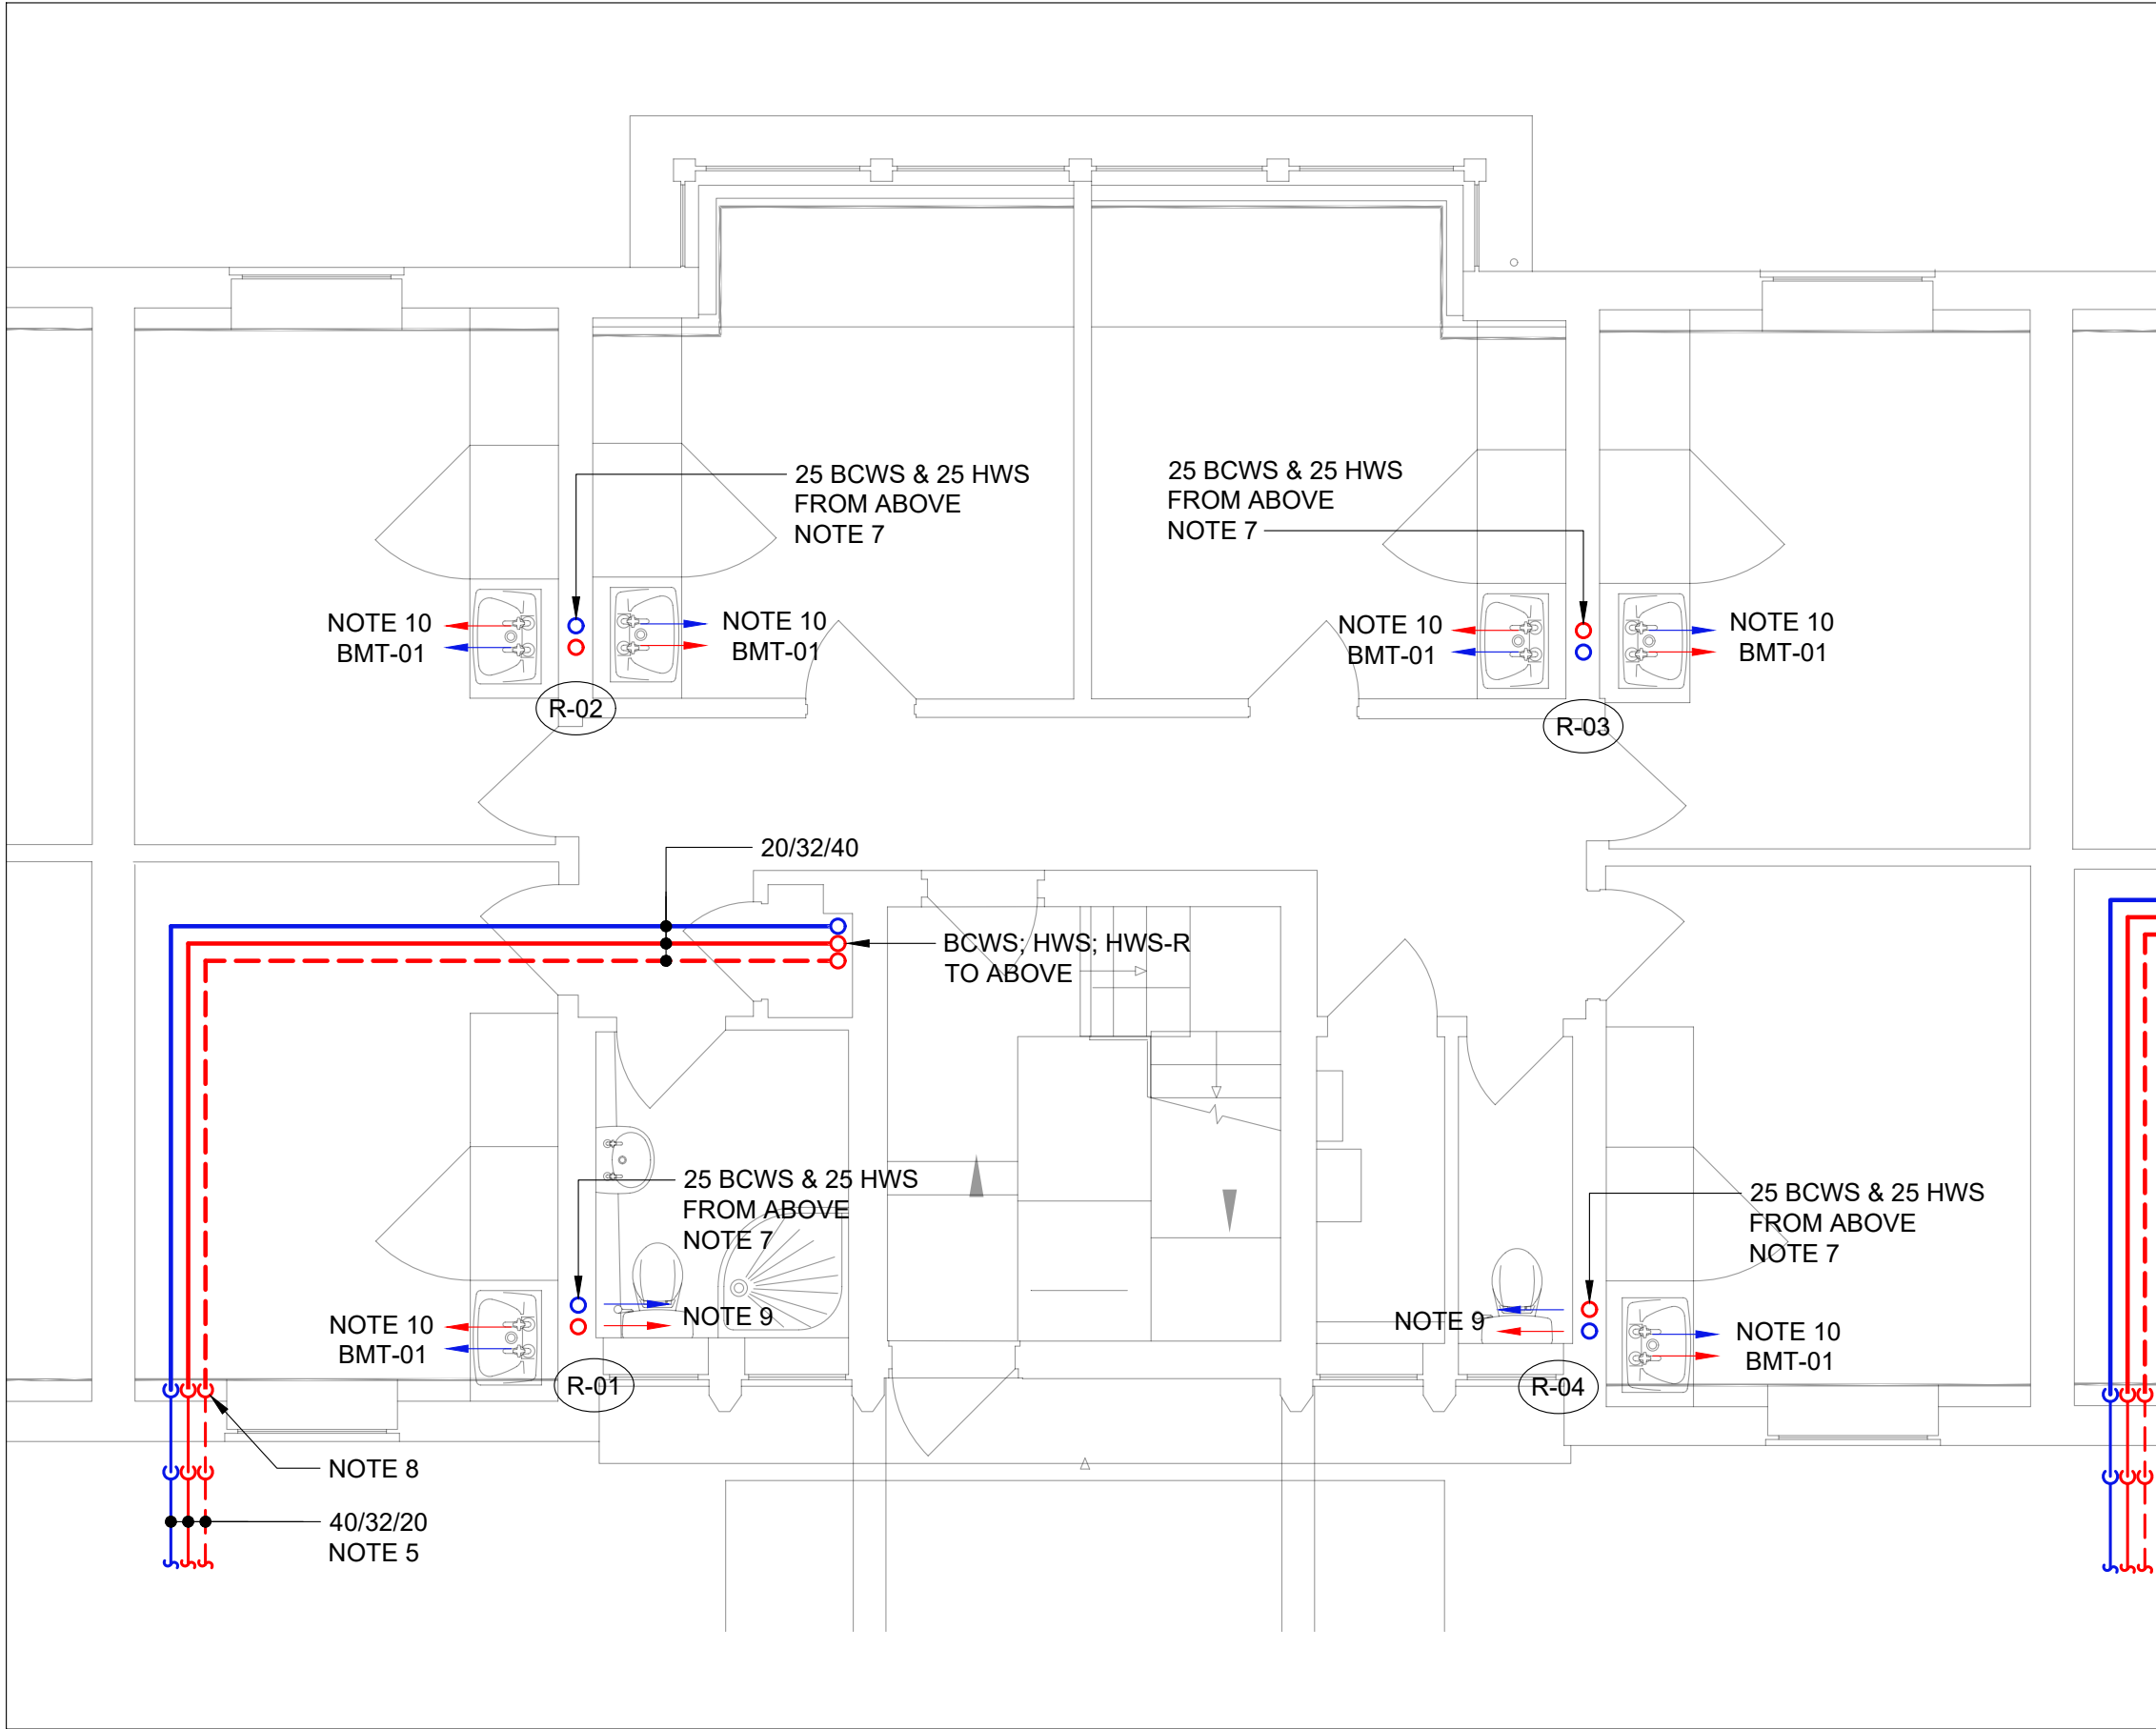 25 BCWS & 25 HWS
FROM ABOVE
NOTE 7
25 BCWS & 25 HWS
FROM ABOVE
NOTE 7
NOTE 10
BMT-01
NOTE 10
BMT-01
NOTE 10
BMT-01
NOTE 10
BMT-01
R-02
R-03
20/32/40
BCWS; HWS; HWS-R
TO ABOVE
25 BCWS & 25 HWS
FROM ABOVE
NOTE 7
25 BCWS & 25 HWS
FROM ABOVE
NOTE 7
NOTE 10
BMT-01
NOTE 9
NOTE 9
NOTE 10
BMT-01
R-01
R-04
NOTE 8
40/32/20
NOTE 5